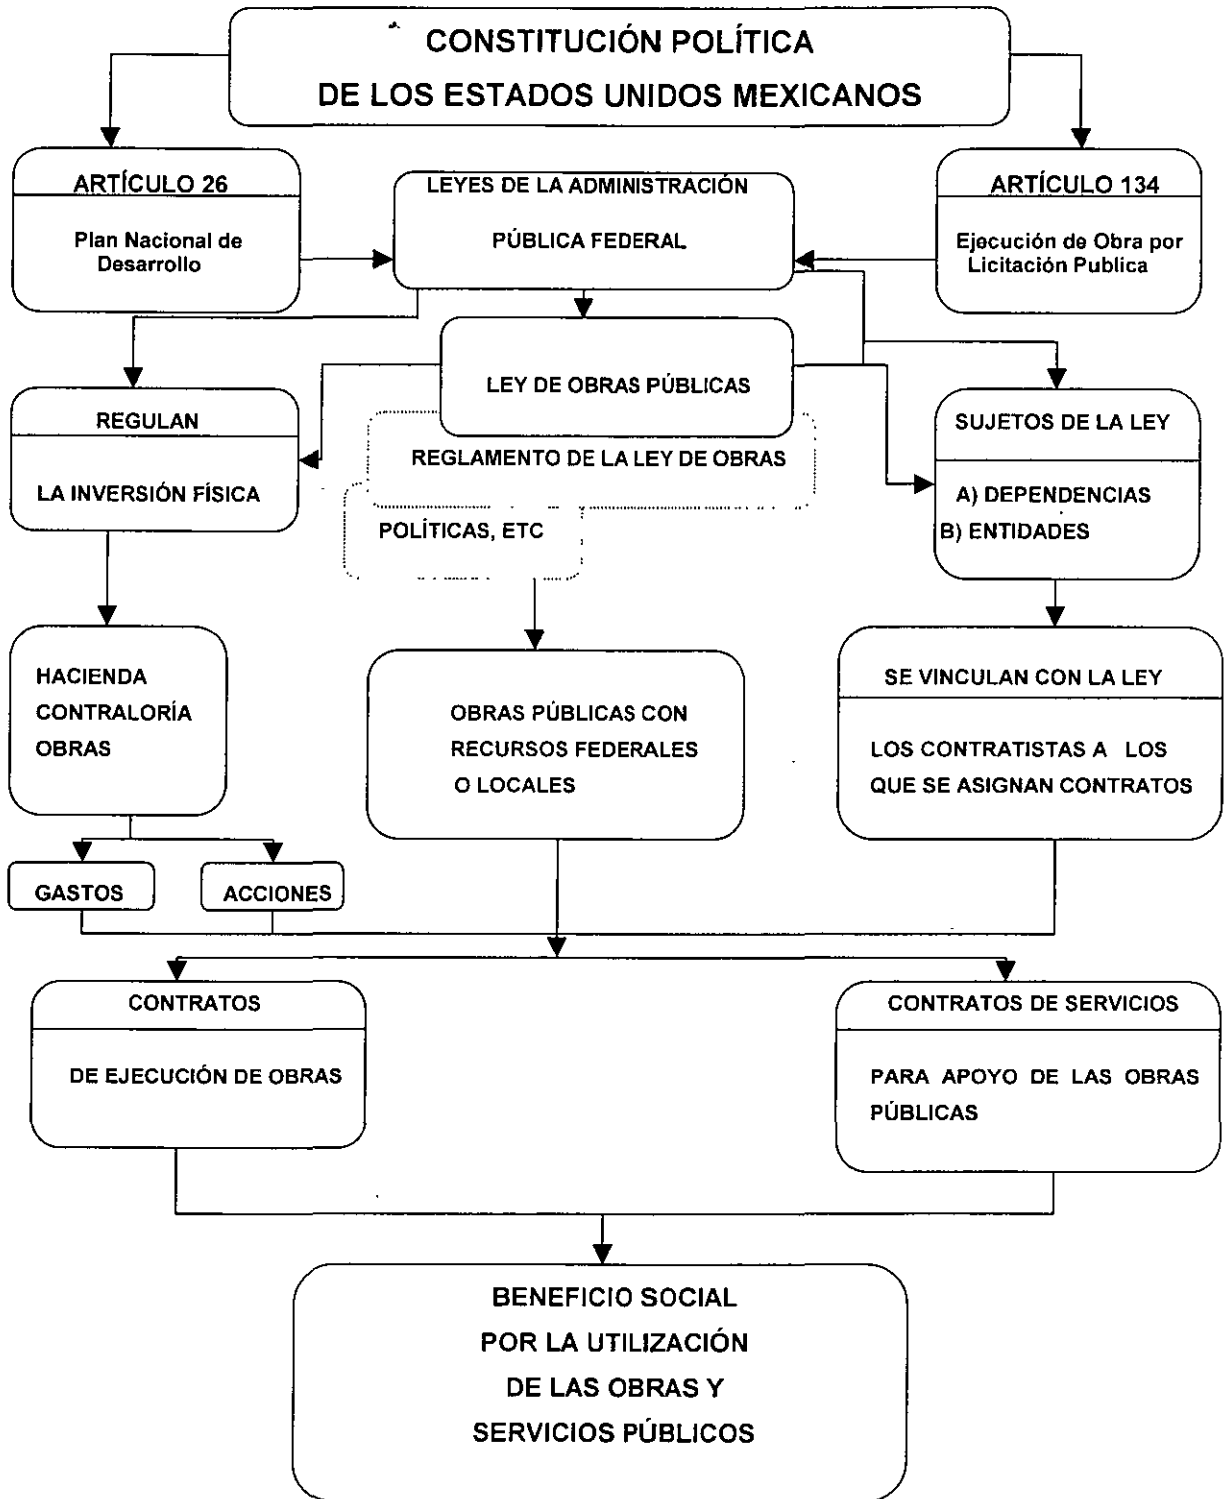 CONSTITUCIÓN POLÍTICA
DE LOS ESTADOS UNIDOS MEXICANOS
ARTÍCULO 26
Plan Nacional de
Desarrollo
LEYES DE LA ADMINISTRACIÓN
PÚBLICA FEDERAL
ARTÍCULO 134
Ejecución de Obra por
Licitación Publica
LEY DE OBRAS PÚBLICAS
REGULAN
LA INVERSIÓN FÍSICA
REGLAMENTO DE LA LEY DE OBRAS
POLÍTICAS, ETC
SUJETOS DE LA LEY
A) DEPENDENCIAS
B) ENTIDADES
HACIENDA
CONTRALORÍA
OBRAS
OBRAS PÚBLICAS CON
RECURSOS FEDERALES
O LOCALES
SE VINCULAN CON LA LEY
LOS CONTRATISTAS A LOS
QUE SE ASIGNAN CONTRATOS
GASTOS
ACCIONES
CONTRATOS
DE EJECUCIÓN DE OBRAS
CONTRATOS DE SERVICIOS
PARA APOYO DE LAS OBRAS
PÚBLICAS
BENEFICIO SOCIAL
POR LA UTILIZACIÓN
DE LAS OBRAS Y
SERVICIOS PÚBLICOS